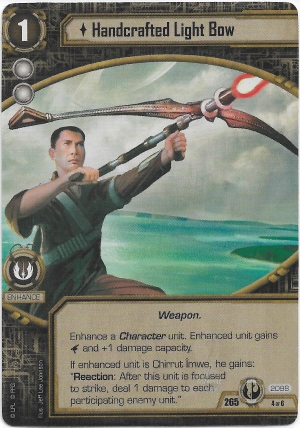 1
Handcrafted Light Bow
ENHANCE
Weapon.
Enhance a Character unit. Enhanced unit gains
and +1 damage capacity.
If enhanced unit is Chirrut Îmwe, he gains:
"Reaction: After this unit is focused
to strike, deal 1 damage to each
participating enemy unit."
265
2098
4 of 6